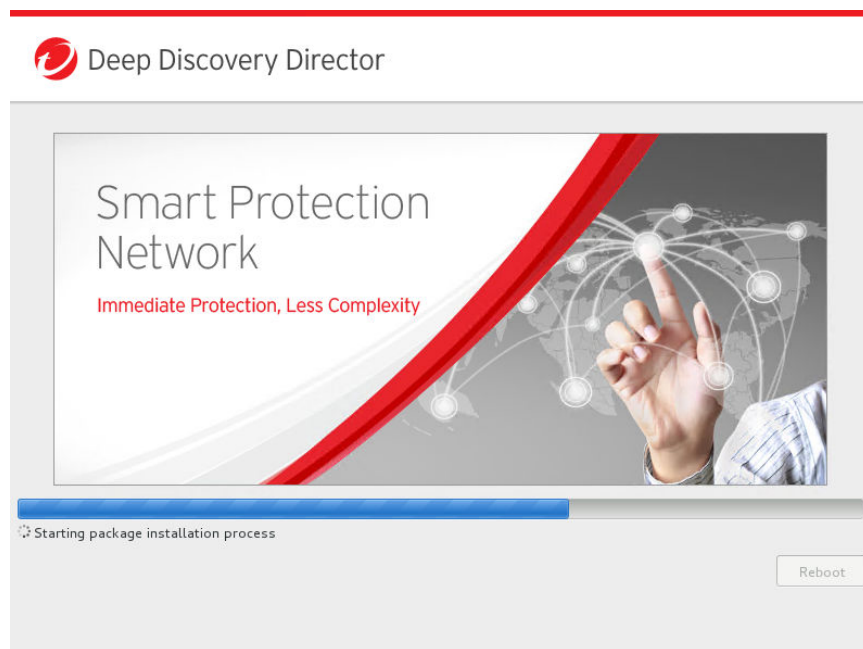 Deep Discovery Director
Smart Protection
Network
Immediate Protection, Less Complexity
Starting package installation process
Reboot